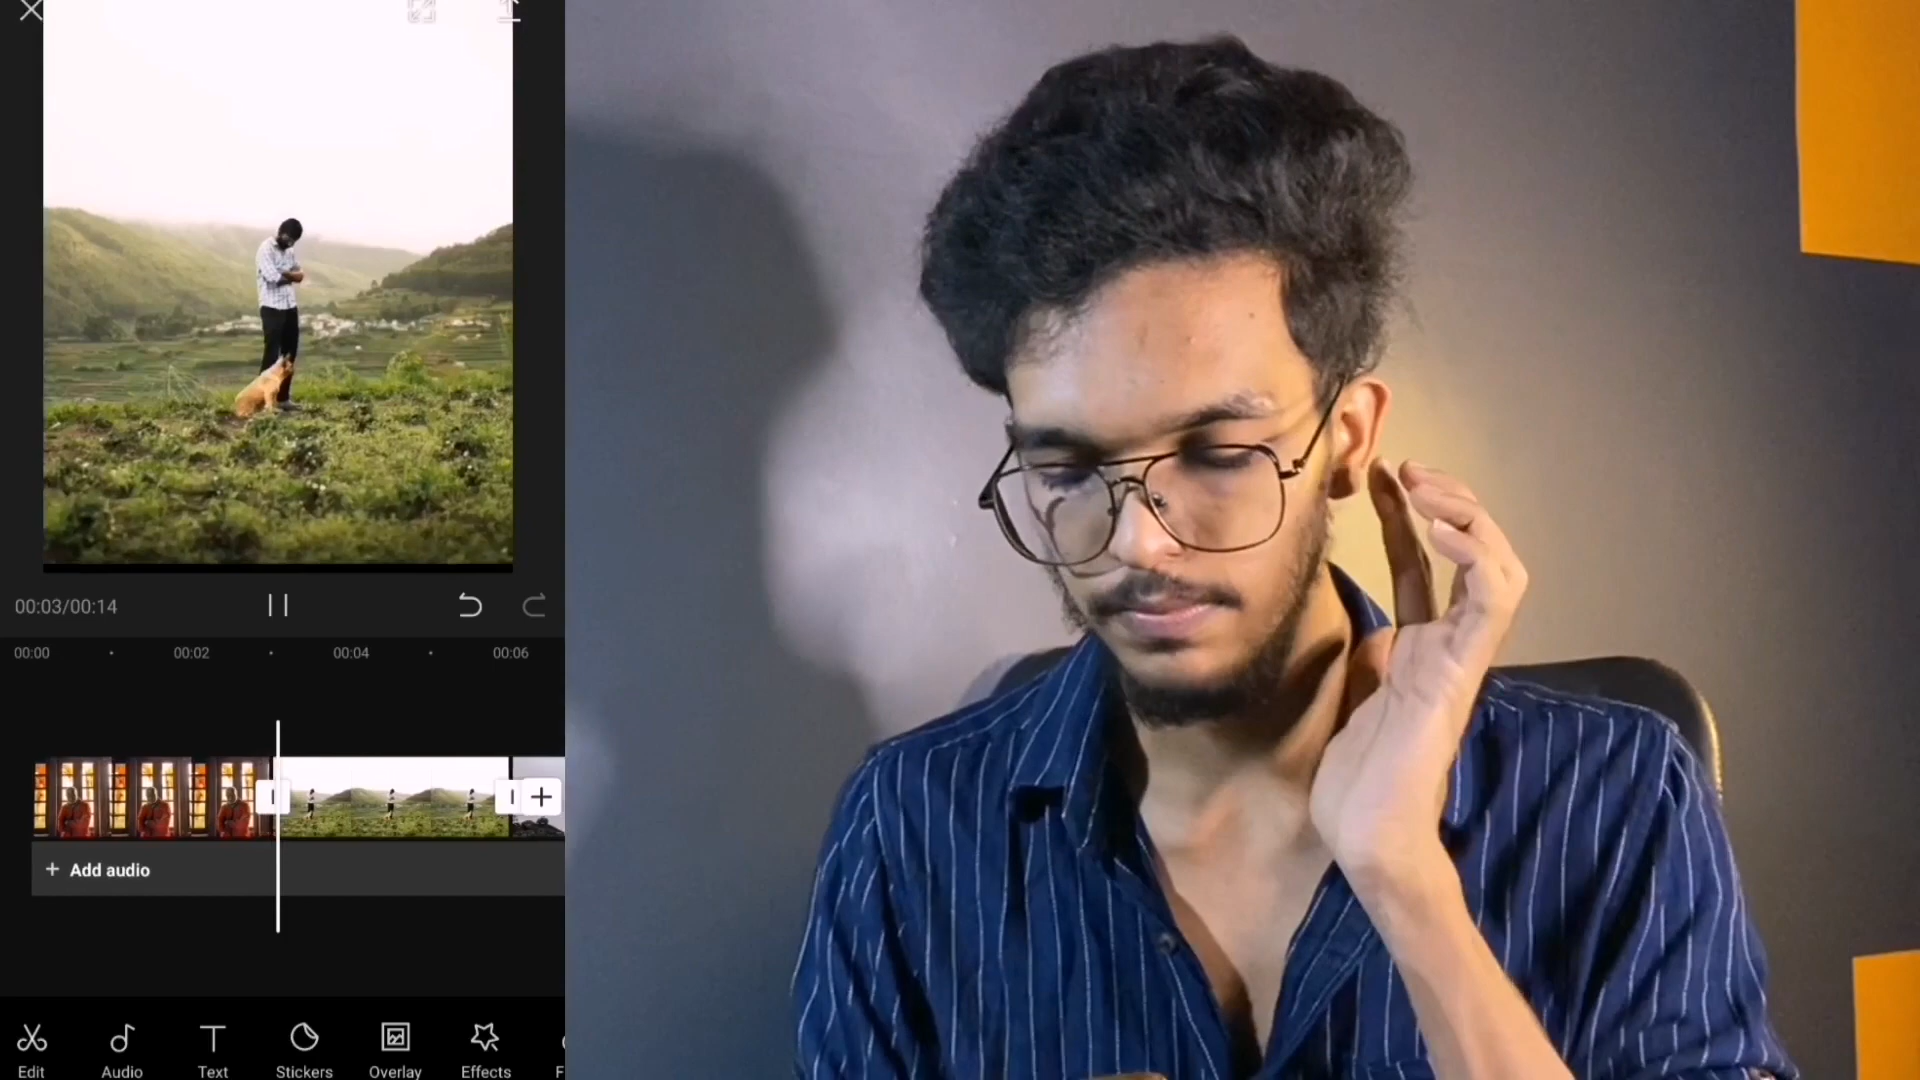 00:03/00:14
00:00 00:02 00:04 00:06
+ Add audio
Edit Audio Text Stickers Overlay Effects F